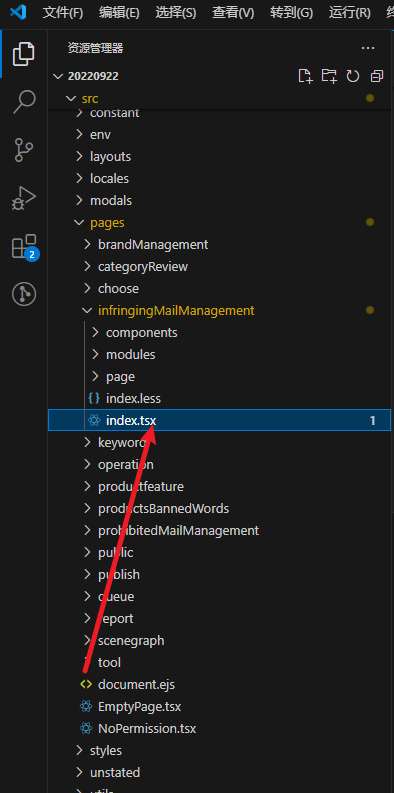 文件(F) 编辑(E) 选择(S) 查看(V) 转到(G) 运行(R)
资源管理器
20220922
src
constant
env
layouts
locales
modals
pages
brandManagement
categoryReview
choose
infringingMailManagement
components
modules
page
index.less
index.tsx 1
keyword
operation
productfeature
productsBannedWords
prohibitedMailManagement
public
publish
queue
report
scenegraph
tool
document.ejs
EmptyPage.tsx
NoPermission.tsx
styles
unstated
utils
2